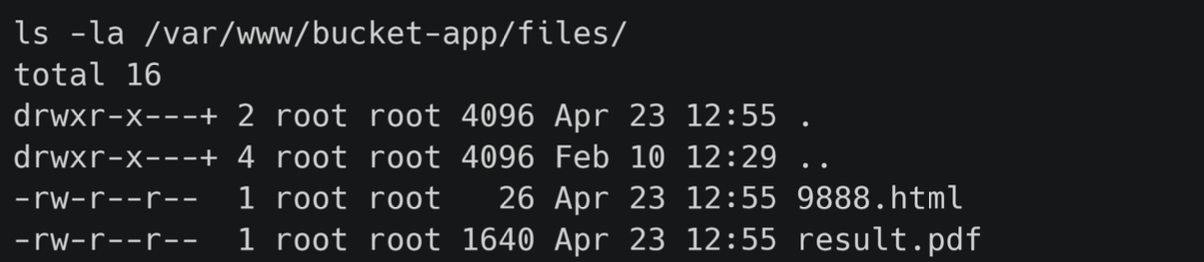 ls -la /var/www/bucket-app/files/
total 16
drwxr-x---+ 2 root root 4096 Apr 23 12:55 .
drwxr-x---+ 4 root root 4096 Feb 10 12:29 ..
-rw-r--r--  1 root root   26 Apr 23 12:55 9888.html
-rw-r--r--  1 root root 1640 Apr 23 12:55 result.pdf